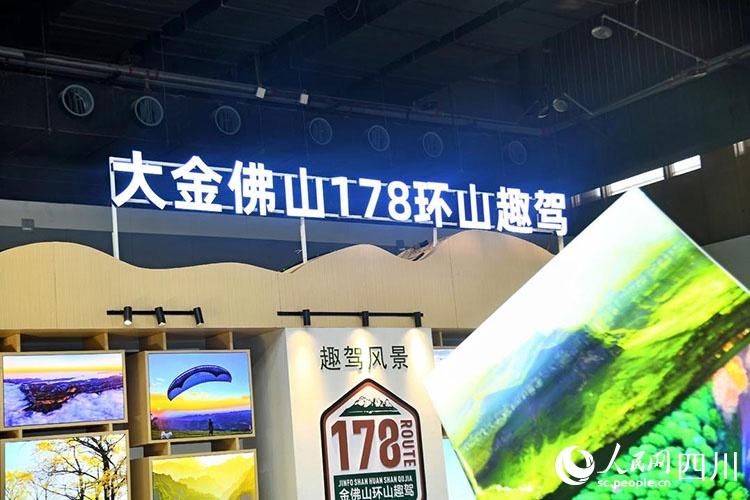 大金佛山178环山趣驾
趣驾风景
178
ROUTE
JINFO SHAN HUAN SHAN QUJIA
金佛山环山趣驾
人民网 四川
sc.people.cn